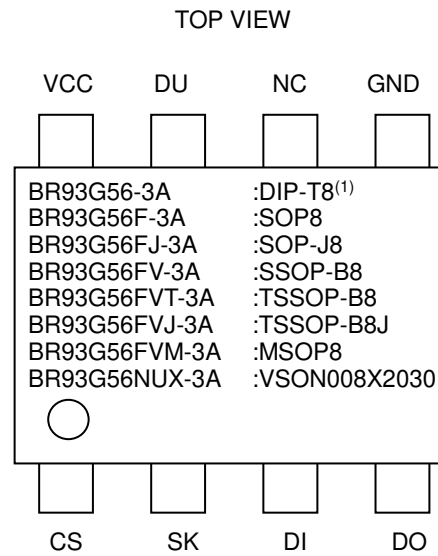 TOP VIEW
VCC DU NC GND
BR93G56-3A :DIP-T8(1)
BR93G56F-3A :SOP8
BR93G56FJ-3A :SOP-J8
BR93G56FV-3A :SSOP-B8
BR93G56FVT-3A :TSSOP-B8
BR93G56FVJ-3A :TSSOP-B8J
BR93G56FVM-3A :MSOP8
BR93G56NUX-3A :VSON008X2030
CS SK DI DO